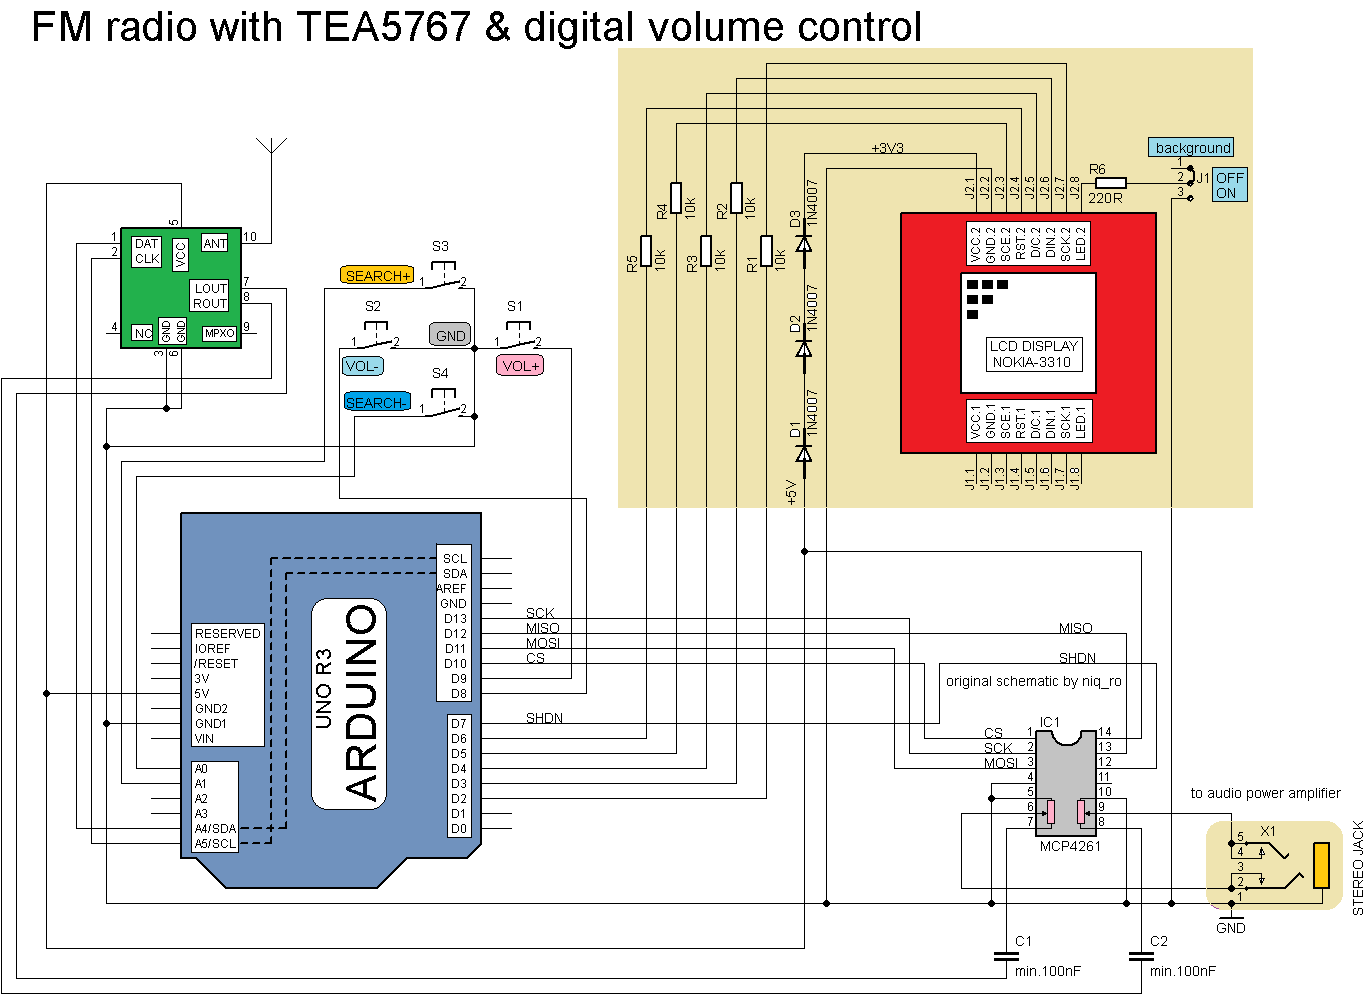 FM radio with TEA5767 & digital volume control
background
+3V3
1
2
3
J1
OFF
ON
R6
220R
J2.1
J2.2
J2.3
J2.4
J2.5
J2.6
J2.7
J2.8
VCC.2
GND.2
SCE.2
RST.2
D/C.2
DIN.2
SCK.2
LED.2
LCD DISPLAY
NOKIA-3310
VCC.1
GND.1
SCE.1
RST.1
D/C.1
DIN.1
SCK.1
LED.1
J1.1
J1.2
J1.3
J1.4
J1.5
J1.6
J1.7
J1.8
R4
10k
R2
10k
R5
10k
R3
10k
R1
10k
D3
1N4007
D2
1N4007
D1
1N4007
+5V
5
1
2
DAT
CLK
VCC
ANT
10
LOUT
ROUT
7
8
4
NC
GND
GND
MPXO
9
3
6
S3
SEARCH+
1
2
S2
1
2
VOL-
GND
S1
1
2
VOL+
S4
SEARCH-
1
2
SCL
SDA
AREF
GND
D13
D12
D11
D10
D9
D8
D7
D6
D5
D4
D3
D2
D1
D0
RESERVED
IOREF
/RESET
3V
5V
GND2
GND1
VIN
A0
A1
A2
A3
A4/SDA
A5/SCL
UNO R3
ARDUINO
SCK
MISO
MOSI
CS
SHDN
MISO
SHDN
original schematic by niq_ro
IC1
CS
SCK
MOSI
1
2
3
4
5
6
7
14
13
12
11
10
9
8
MCP4261
to audio power amplifier
X1
5
4
3
2
1
GND
STEREO JACK
C1
min.100nF
C2
min.100nF